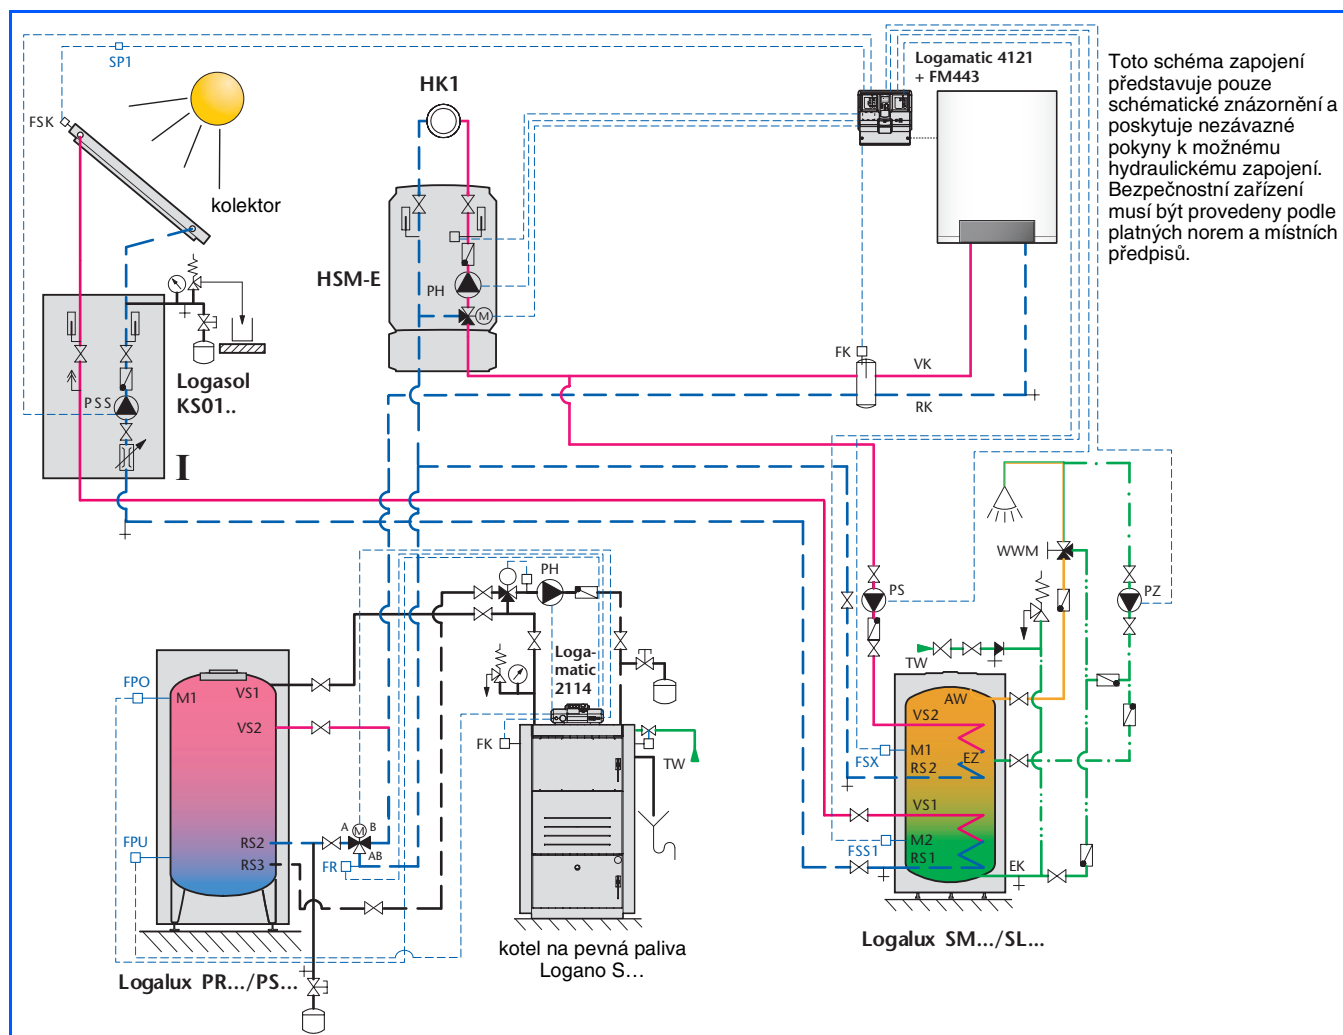 SP1
FSK
kolektor
HK1
Logamatic 4121
+ FM443
Toto schéma zapojení
představuje pouze
schématické znázornění a
poskytuje nezávazné
pokyny k možnému
hydraulickému zapojení.
Bezpečnostní zařízení
musí být provedeny podle
platných norem a místních
předpisů.
HSM-E
PH
M
Logasol
KS01..
PSS
I
FK
VK
RK
WWM
PH
PS
PZ
TW
Loga-
matic
2114
FPO
M1
VS1
VS2
FK
TW
AW
VS2
M1
FSX
EZ
RS2
VS1
FPU
RS2
RS3
A
M
B
AB
FR
M2
FSS1
RS1
EK
kotel na pevná paliva
Logano S...
Logalux SM.../SL...
Logalux PR.../PS...